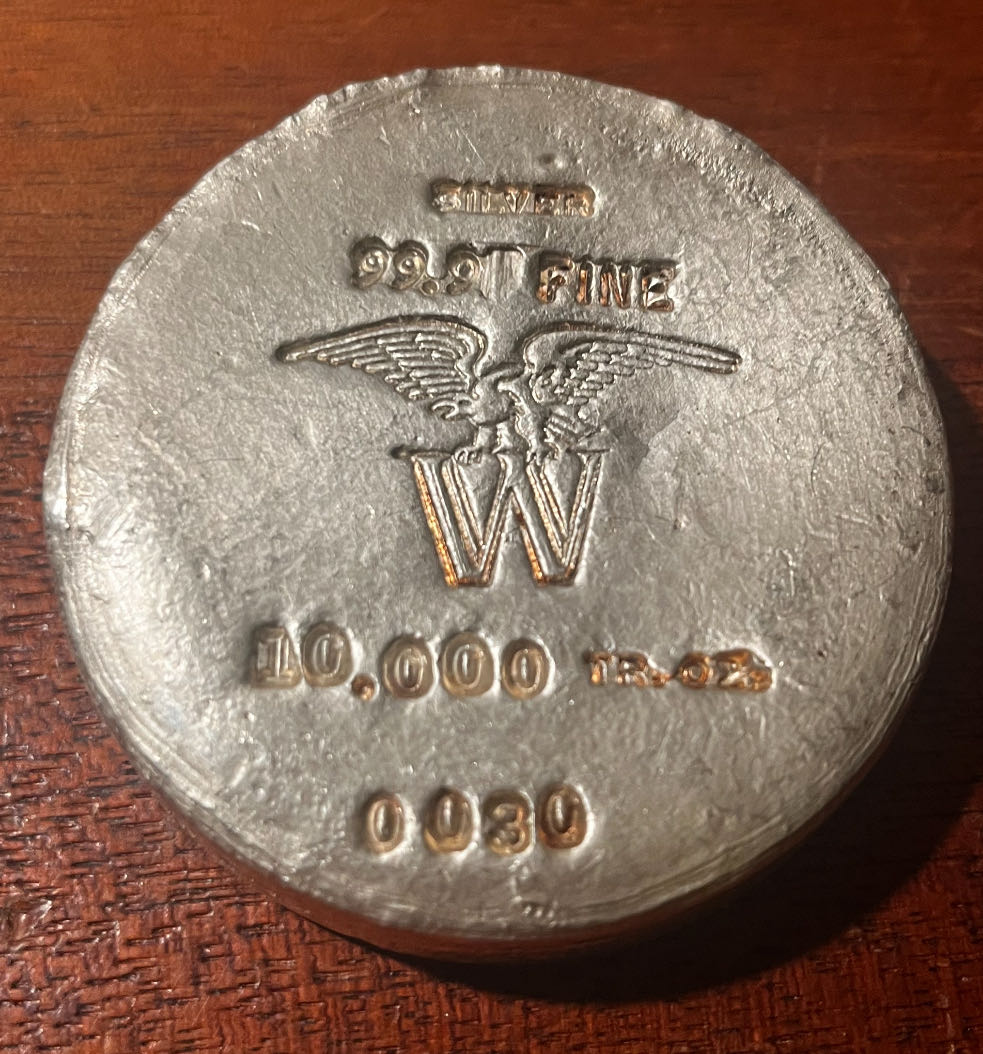 SILVER
99.9 FINE
W
10.000 TR. OZ.
0030